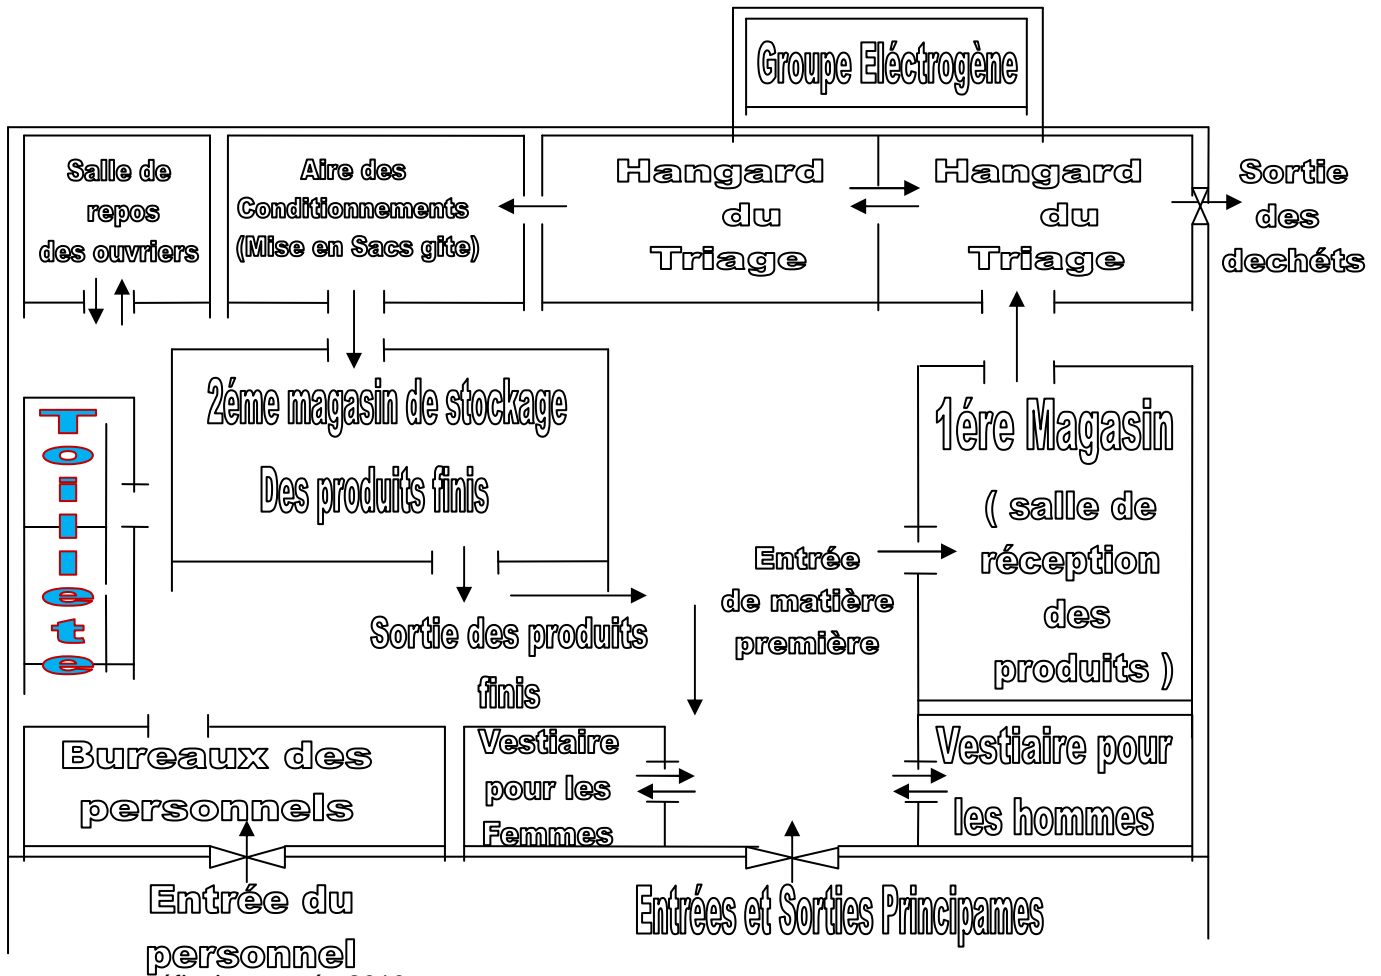 Groupe Eléctrogène
Salle de
repos
des ouvriers
Aire des
Conditionnements
(Mise en Sacs gite)
Hangard
du
Triage
Hangard
du
Triage
Sortie
des
dechéts
2éme magasin de stockage
Des produits finis
1ére Magasin
( salle de
réception
des
produits )
Toilete
Entrée
de matière
première
Sortie des produits
finis
Bureaux des
personnels
Vestiaire
pour les
Femmes
Vestiaire pour
les hommes
Entrée du
personnel
Entrées et Sorties Principames